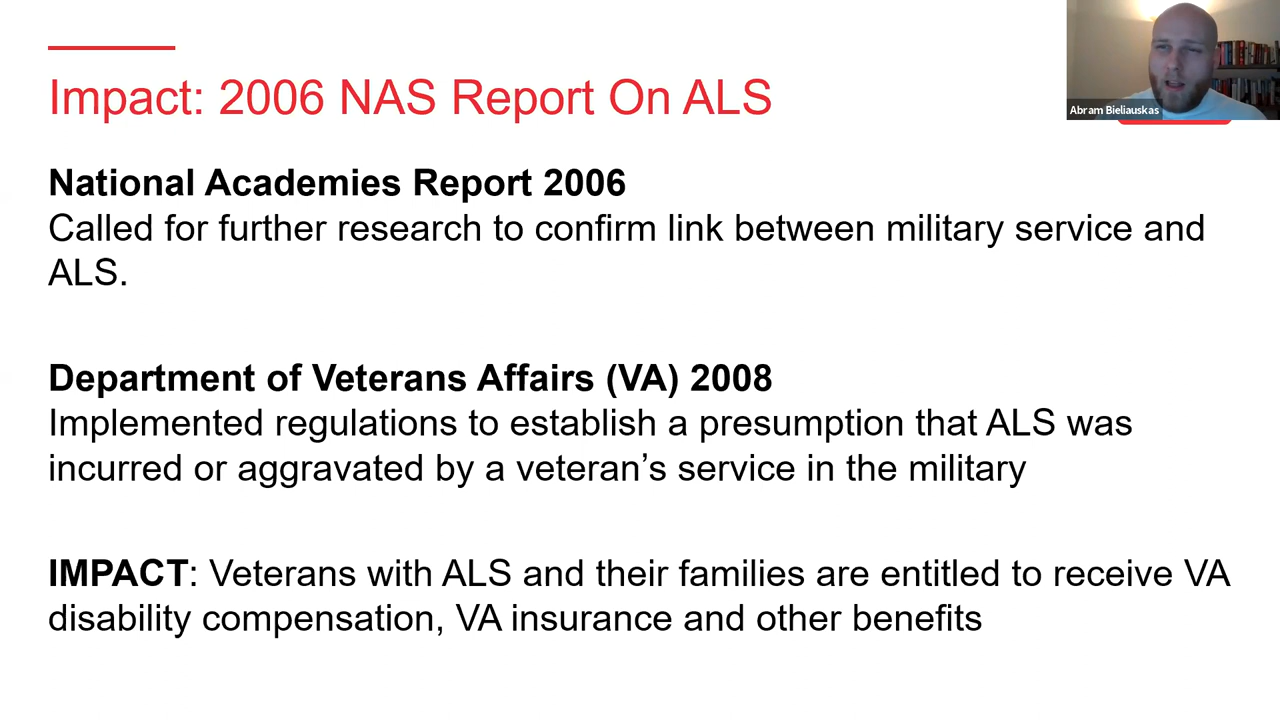 Impact: 2006 NAS Report On ALS
Abram Bieliauskas
National Academies Report 2006
Called for further research to confirm link between military service and
ALS.
Department of Veterans Affairs (VA) 2008
Implemented regulations to establish a presumption that ALS was
incurred or aggravated by a veteran’s service in the military
IMPACT: Veterans with ALS and their families are entitled to receive VA
disability compensation, VA insurance and other benefits